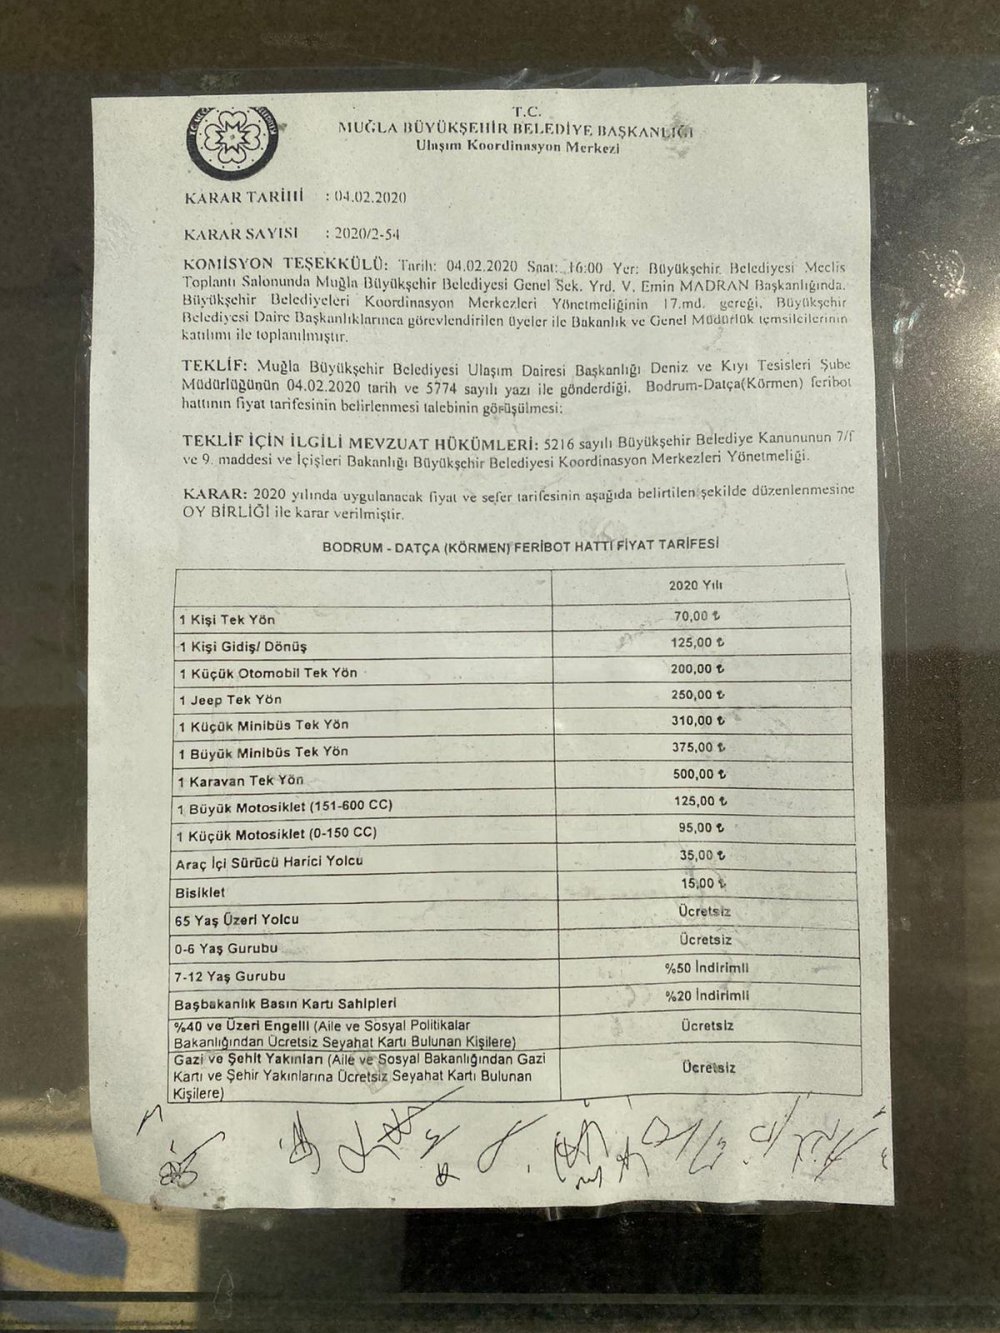 T.C.
MUĞLA BÜYÜKŞEHİR BELEDİYE BAŞKANLIĞI
Ulaşım Koordinasyon Merkezi
KARAR TARİHİ : 04.02.2020
KARAR SAYISI : 2020/2-54
KOMİSYON TEŞEKKÜLÜ: Tarih: 04.02.2020 Saat: 16:00 Yer: Büyükşehir Belediyesi Meclis
Toplantı Salonunda Muğla Büyükşehir Belediyesi Genel Sek. Yrd. V. Emin MADRAN Başkanlığında.
Büyükşehir Belediyeleri Koordinasyon Merkezleri Yönetmeliğinin 17.md. gereği, Büyükşehir
Belediyesi Daire Başkanlıklarınca görevlendirilen üyeler ile Bakanlık ve Genel Müdürlük temsilcilerinin
katılımı ile toplanılmıştır.
TEKLİF: Muğla Büyükşehir Belediyesi Ulaşım Dairesi Başkanlığı Deniz ve Kıyı Tesisleri Şube
Müdürlüğünün 04.02.2020 tarih ve 5774 sayılı yazı ile gönderdiği. Bodrum-Datça(Körmen) feribot
hattının fiyat tarifesinin belirlenmesi talebinin görüşülmesi;
TEKLİF İÇİN İLGİLİ MEVZUAT HÜKÜMLERİ: 5216 sayılı Büyükşehir Belediye Kanununun 7/f
ve 9. maddesi ve İçişleri Bakanlığı Büyükşehir Belediyesi Koordinasyon Merkezleri Yönetmeliği.
KARAR: 2020 yılında uygulanacak fiyat ve sefer tarifesinin aşağıda belirtilen şekilde düzenlenmesine
OY BİRLİĞİ ile karar verilmiştir.
BODRUM - DATÇA (KÖRMEN) FERİBOT HATTI FİYAT TARİFESİ
2020 Yılı
1 Kişi Tek Yön 70,00 ₺
1 Kişi Gidiş/ Dönüş 125,00 ₺
1 Küçük Otomobil Tek Yön 200,00 ₺
1 Jeep Tek Yön 250,00 ₺
1 Küçük Minibüs Tek Yön 310,00 ₺
1 Büyük Minibüs Tek Yön 375,00 ₺
1 Karavan Tek Yön 500,00 ₺
1 Büyük Motosiklet (151-600 CC) 125,00 ₺
1 Küçük Motosiklet (0-150 CC) 95,00 ₺
Araç İçi Sürücü Harici Yolcu 35,00 ₺
Bisiklet 15,00 ₺
65 Yaş Üzeri Yolcu Ücretsiz
0-6 Yaş Gurubu Ücretsiz
7-12 Yaş Gurubu %50 İndirimli
Başbakanlık Basın Kartı Sahipleri %20 İndirimli
%40 ve Üzeri Engelli (Aile ve Sosyal Politikalar
Bakanlığından Ücretsiz Seyahat Kartı Bulunan Kişilere) Ücretsiz
Gazi ve Şehit Yakınları (Aile ve Sosyal Bakanlığından Gazi
Kartı ve Şehir Yakınlarına Ücretsiz Seyahat Kartı Bulunan
Kişilere) Ücretsiz